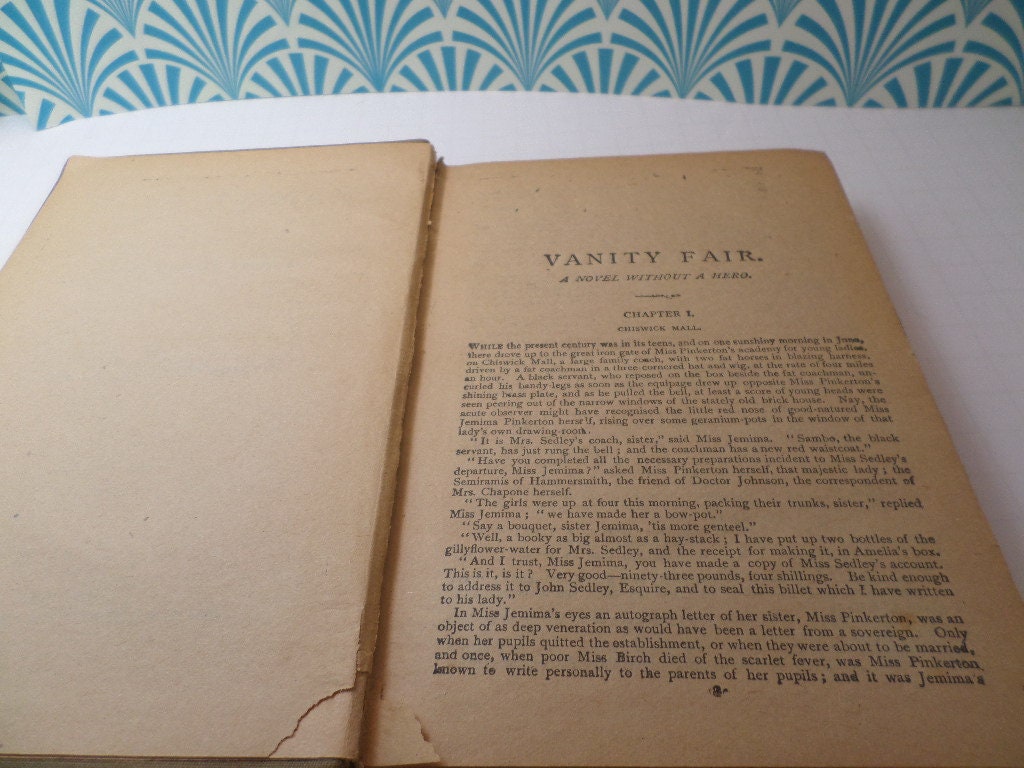 VANITY FAIR.
A NOVEL WITHOUT A HERO.
CHAPTER I.
CHISWICK MALL.
WHILE the present century was in its teens, and on one sunshiny morning in June,
there drove up to the great iron gate of Miss Pinkerton's academy for young ladies,
on Chiswick Mall, a large family coach, with two fat horses in blazing harness,
driven by a fat coachman in a three-cornered hat and wig, at the rate of four miles
an hour. A black servant, who reposed on the box beside the fat coachman, un-
curled his bandy-legs as soon as the equipage drew up opposite Miss Pinkerton's
shining brass plate, and as he pulled the bell, at least a score of young heads were
seen peering out of the narrow windows of the stately old brick house. Nay, the
acute observer might have recognised the little red nose of good-natured Miss
Jemima Pinkerton herself, rising over some geranium-pots in the window of that
lady's own drawing-room.
"It is Mrs. Sedley's coach, sister," said Miss Jemima. "Sambo, the black
servant, has just rung the bell; and the coachman has a new red waistcoat."
"Have you completed all the necessary preparations incident to Miss Sedley's
departure, Miss Jemima?" asked Miss Pinkerton herself, that majestic lady; the
Semiramis of Hammersmith, the friend of Doctor Johnson, the correspondent of
Mrs. Chapone herself.
"The girls were up at four this morning, packing their trunks, sister," replied
Miss Jemima; "we have made her a bow-pot."
"Say a bouquet, sister Jemima, 'tis more genteel."
"Well, a booky as big almost as a hay-stack; I have put up two bottles of the
gillyflower-water for Mrs. Sedley, and the receipt for making it, in Amelia's box.
"And I trust, Miss Jemima, you have made a copy of Miss Sedley's account.
This is it, is it? Very good—ninety-three pounds, four shillings. Be kind enough
to address it to John Sedley, Esquire, and to seal this billet which I have written
to his lady."
In Miss Jemima's eyes an autograph letter of her sister, Miss Pinkerton, was an
object of as deep veneration as would have been a letter from a sovereign. Only
when her pupils quitted the establishment, or when they were about to be married,
and once, when poor Miss Birch died of the scarlet fever, was Miss Pinkerton
known to write personally to the parents of her pupils; and it was Jemima's